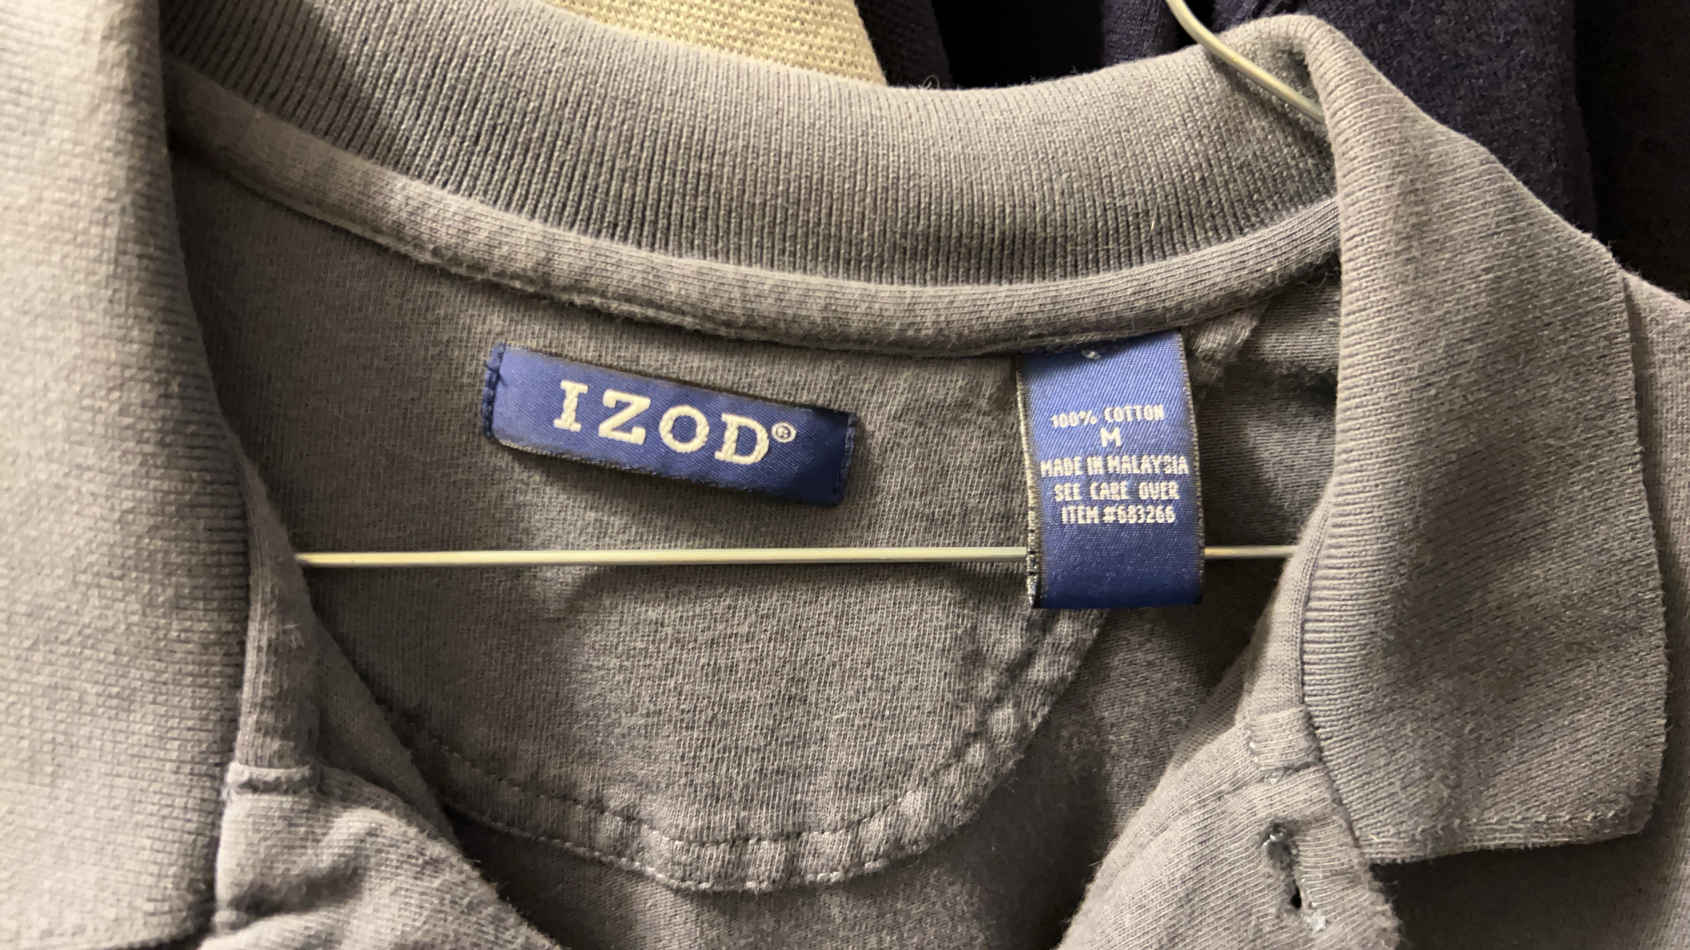 IZOD®
100% COTTON
M
MADE IN MALAYSIA
SEE CARE OVER
ITEM #683266